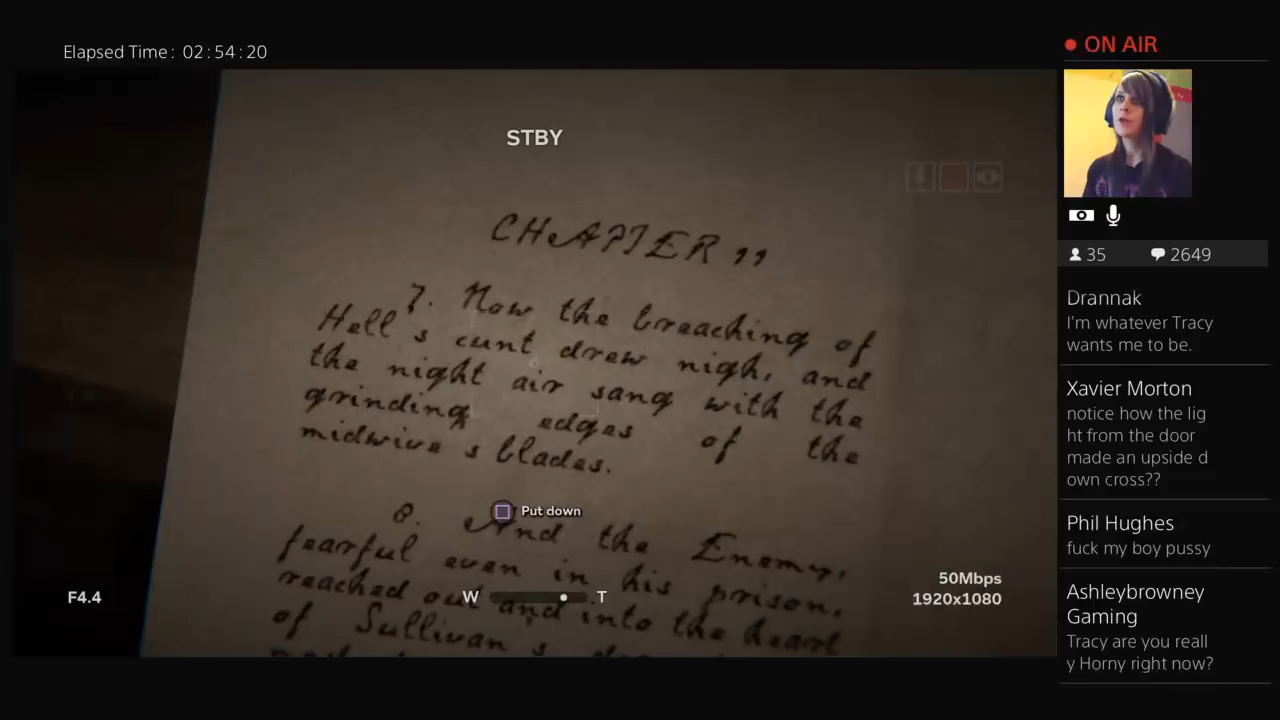 Elapsed Time: 02:54:20
ON AIR
STBY
CHAPTER 11
7. Now the breaching of
Hell s cunt drew nigh, and
the night air sang with the
grinding edges of the
midwive s blades.
Put down
8. And the Enemy,
fearful even in his prison,
reached out and into the heart
of Sullivan s
F4.4
W T
50Mbps
1920x1080
35 2649
Drannak
I'm whatever Tracy
wants me to be.
Xavier Morton
notice how the lig
ht from the door
made an upside d
own cross??
Phil Hughes
fuck my boy pussy
Ashleybrowney
Gaming
Tracy are you reall
y Horny right now?